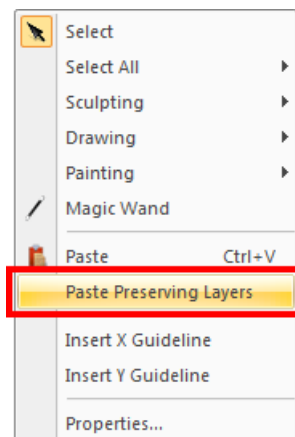 Select
Select All
Sculpting
Drawing
Painting
Magic Wand
Paste Ctrl+V
Paste Preserving Layers
Insert X Guideline
Insert Y Guideline
Properties...